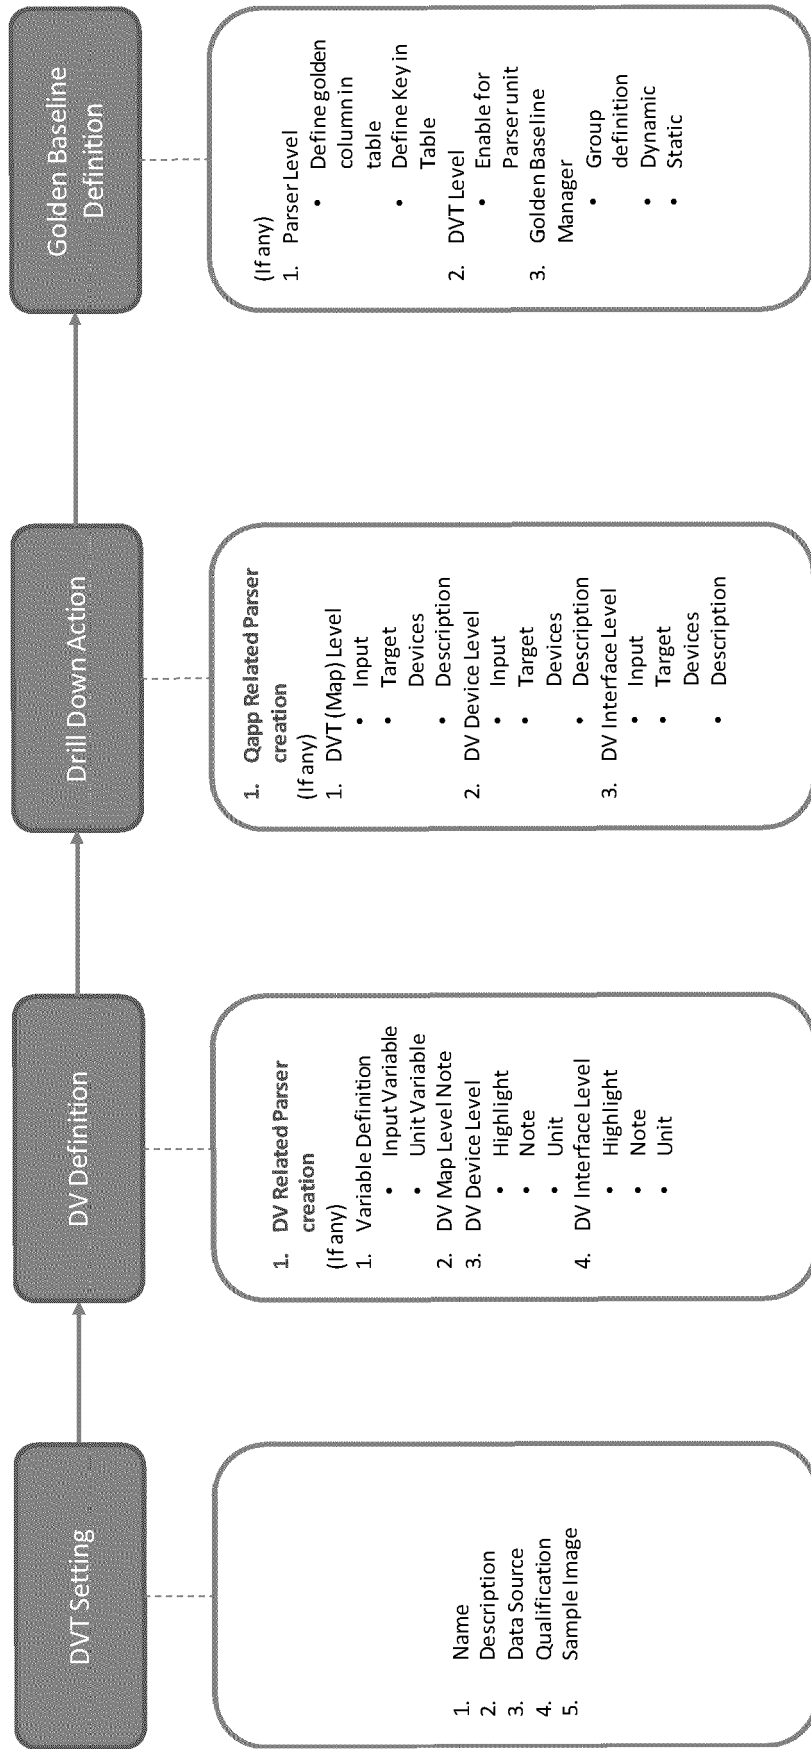 DVT Setting
1. Name
2. Description
3. Data Source
4. Qualification
5. Sample Image
DV Definition
1. DV Related Parser
creation
(If any)
1. Variable Definition
• Input Variable
• Unit Variable
2. DV Map Level Note
3. DV Device Level
• Highlight
• Note
• Unit
4. DV Interface Level
• Highlight
• Note
• Unit
Drill Down Action
1. Qapp Related Parser
creation
(If any)
1. DVT (Map) Level
• Input
• Target
Devices
• Description
2. DV Device Level
• Input
• Target
Devices
• Description
3. DV Interface Level
• Input
• Target
Devices
• Description
Golden Baseline
Definition
(If any)
1. Parser Level
• Define golden
column in
table
• Define Key in
Table
2. DVT Level
• Enable for
Parser unit
3. Golden Baseline
Manager
• Group
definition
• Dynamic
• Static